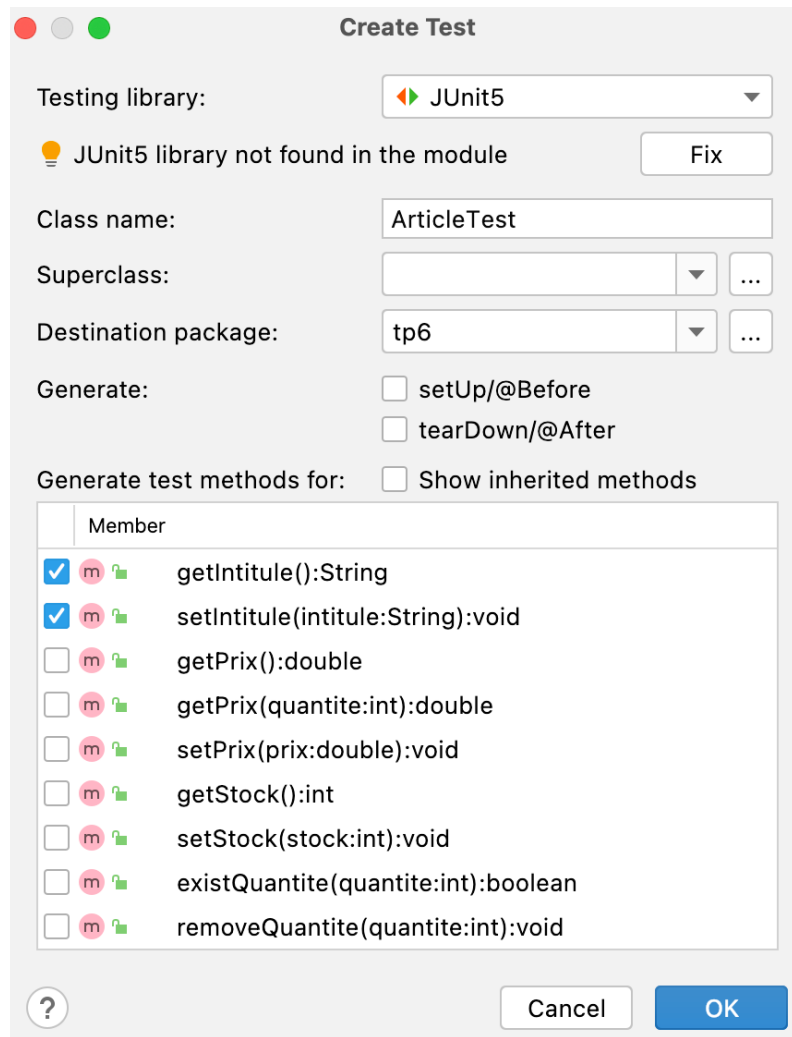 Create Test
Testing library: JUnit5
JUnit5 library not found in the module Fix
Class name: ArticleTest
Superclass: ...
Destination package: tp6 ...
Generate: setUp/@Before
tearDown/@After
Generate test methods for: Show inherited methods
Member
m getIntitule():String
m setIntitule(intitule:String):void
m getPrix():double
m getPrix(quantite:int):double
m setPrix(prix:double):void
m getStock():int
m setStock(stock:int):void
m existQuantite(quantite:int):boolean
m removeQuantite(quantite:int):void
? Cancel OK